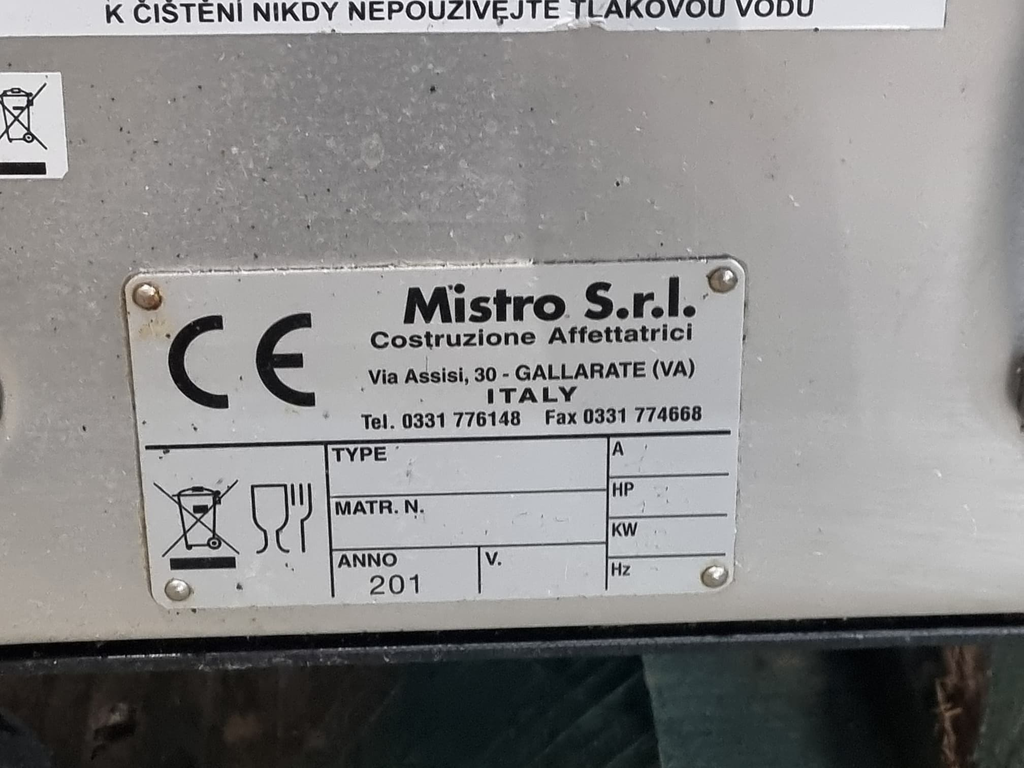 K ČIŠTĚNÍ NIKDY NEPOUŽÍVEJTE TLAKOVOU VODU
CE
Mistro S.r.l.
Costruzione Affettatrici
Via Assisi, 30 - GALLARATE (VA)
ITALY
Tel. 0331 776148 Fax 0331 774668
TYPE
A
HP
MATR. N.
KW
ANNO
V.
Hz
201